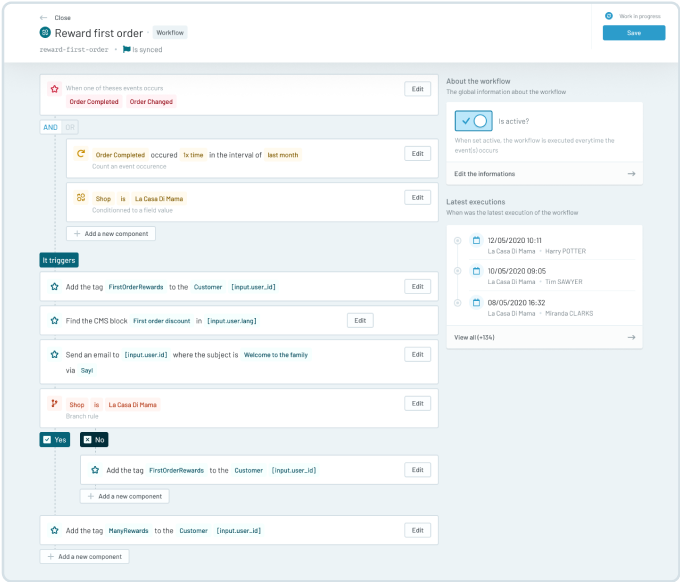 ← Close
Reward first order · Workflow
reward-first-order • Is synced
Work in progress
Save
When one of theses events occurs
Order Completed Order Changed
Edit
AND OR
Order Completed occured 1x time in the interval of last month
Count an event occurence
Edit
Shop is La Casa Di Mama
Conditionned to a field value
Edit
+ Add a new component
It triggers
Add the tag FirstOrderRewards to the Customer [input.user_id]
Edit
Find the CMS block First order discount in [input.user.lang]
Edit
Send an email to [input.user.id] where the subject is Welcome to the family
via Sayl
Edit
Shop is La Casa Di Mama
Branch rule
Edit
Yes No
Add the tag FirstOrderRewards to the Customer [input.user_id]
Edit
+ Add a new component
Add the tag ManyRewards to the Customer [input.user_id]
Edit
+ Add a new component
About the workflow
The global information about the workflow
Is active?
When set active, the workflow is executed everytime the
event(s) occurs
Edit the informations →
Latest executions
When was the latest execution of the workflow
12/05/2020 10:11
La Casa Di Mama • Harry POTTER
10/05/2020 09:05
La Casa Di Mama • Tim SAWYER
08/05/2020 16:32
La Casa Di Mama • Miranda CLARKS
View all (+134) →